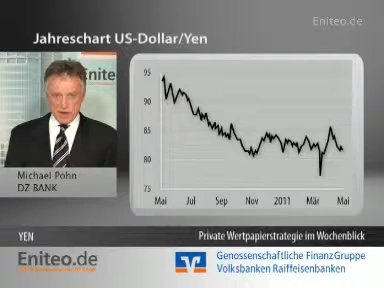 Eniteo.de
Jahreschart US-Dollar/Yen
Eniteo
95
90
85
80
75
Mai
Jul
Sep
Nov
2011
Mär
Mai
Michael Pohn
DZ BANK
YEN
Private Wertpapierstrategie im Wochenblick
Eniteo.de
Genossenschaftliche FinanzGruppe
Volksbanken Raiffeisenbanken